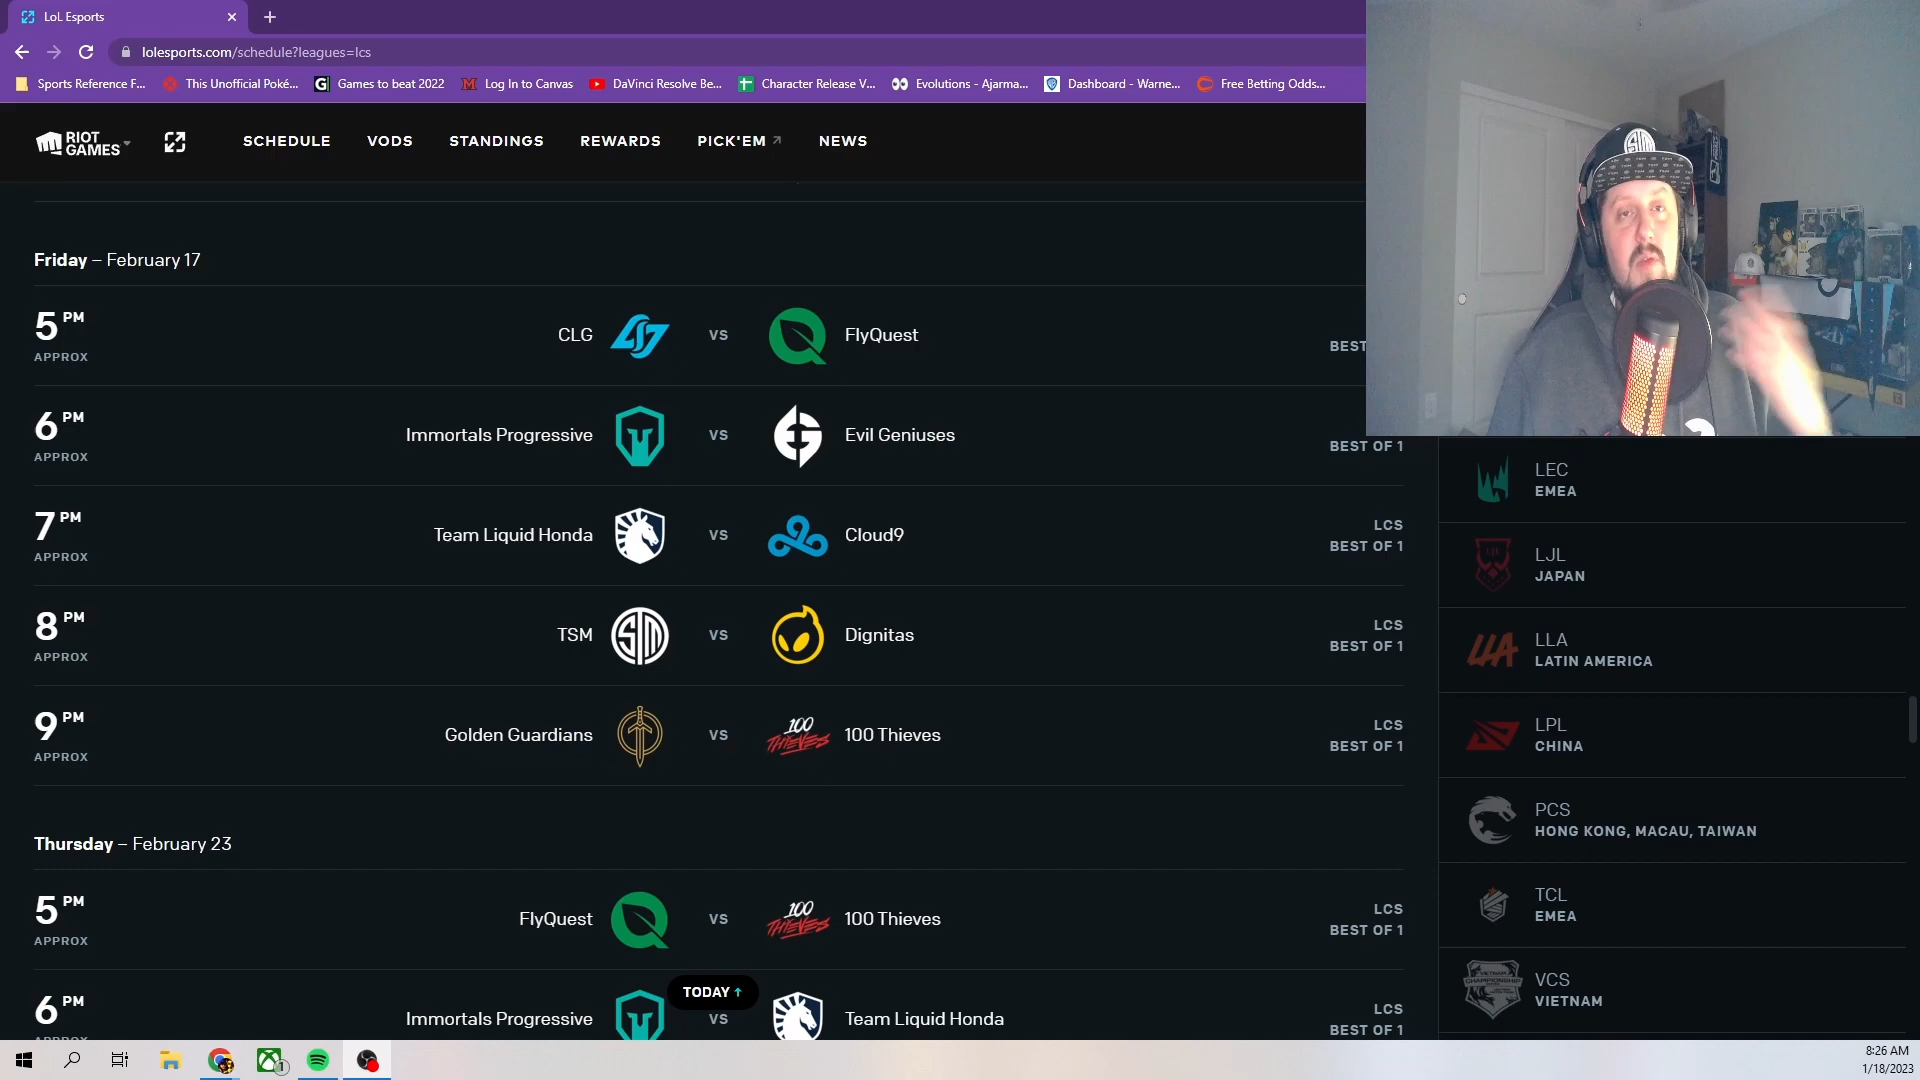 LoL Esports
lolesports.com/schedule?leagues=lcs
Sports Reference F...
This Unofficial Poké...
Games to beat 2022
Log In to Canvas
DaVinci Resolve Be...
Character Release V...
Evolutions - Ajarma...
Dashboard - Warne...
Free Betting Odds...
RIOT GAMES
SCHEDULE
VODS
STANDINGS
REWARDS
PICK'EM
NEWS
Friday – February 17
5 PM
APPROX
CLG
VS
FlyQuest
BEST
6 PM
APPROX
Immortals Progressive
VS
Evil Geniuses
BEST OF 1
7 PM
APPROX
Team Liquid Honda
VS
Cloud9
LCS
BEST OF 1
8 PM
APPROX
TSM
TSM
VS
Dignitas
LCS
BEST OF 1
9 PM
APPROX
Golden Guardians
VS
100 THIEVES
100 Thieves
LCS
BEST OF 1
Thursday – February 23
5 PM
APPROX
FlyQuest
VS
100 THIEVES
100 Thieves
LCS
BEST OF 1
6 PM
APPROX
Immortals Progressive
VS
Team Liquid Honda
LCS
BEST OF 1
TODAY ↑
LEC
EMEA
LJL
JAPAN
LLA
LATIN AMERICA
LPL
CHINA
PCS
HONG KONG, MACAU, TAIWAN
TCL
EMEA
VCS
VIETNAM
TSM
8:26 AM
1/18/2023